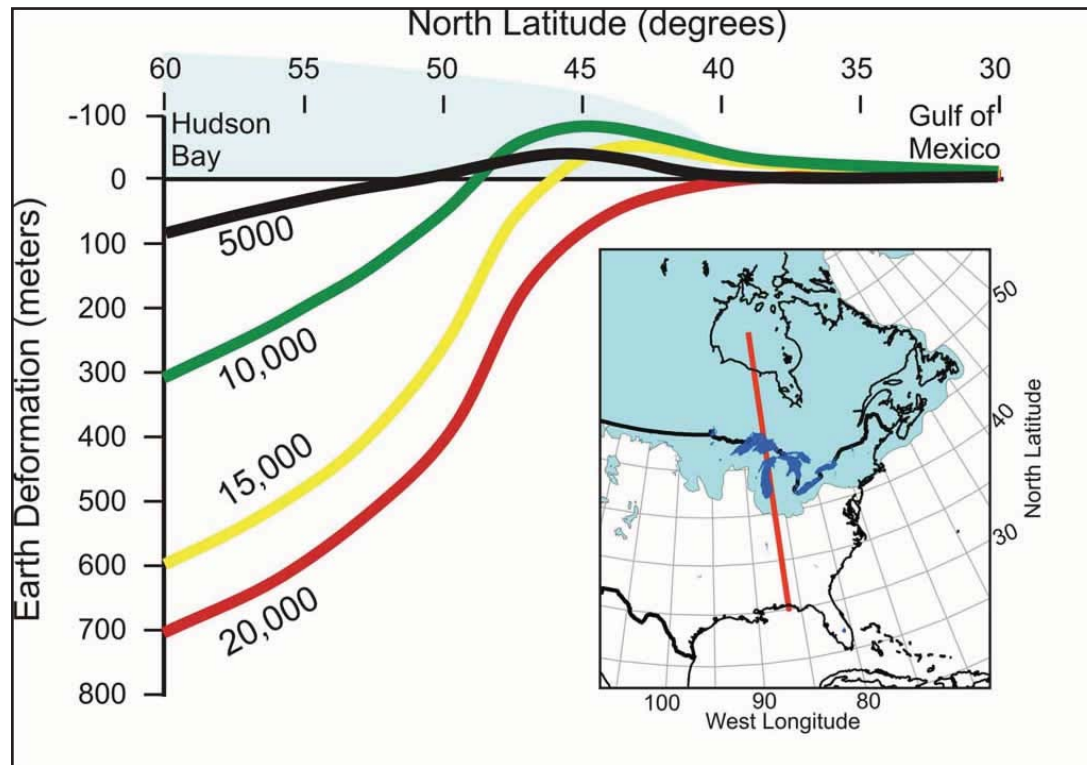 North Latitude (degrees)
60 55 50 45 40 35 30
Hudson
Bay
Gulf of
Mexico
Earth Deformation (meters)
-100
0
100
200
300
400
500
600
700
800
5000
10,000
15,000
20,000
50
40
30
North Latitude
100 90 80
West Longitude